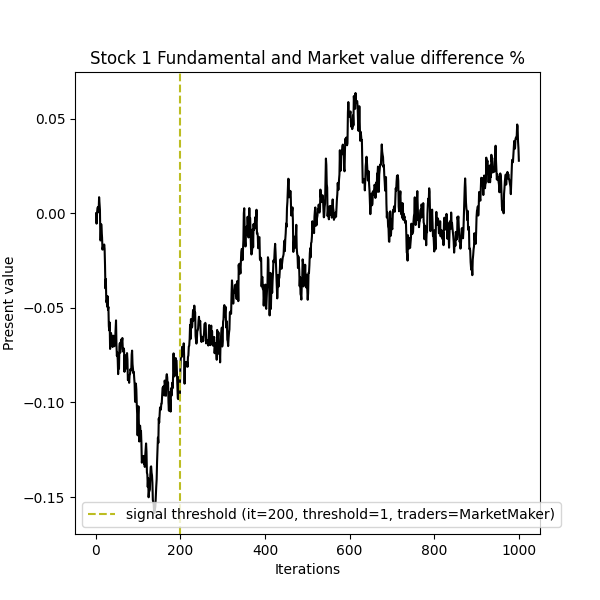 Stock 1 Fundamental and Market value difference %
Present value
0.05
0.00
−0.05
−0.10
−0.15
signal threshold (it=200, threshold=1, traders=MarketMaker)
0 200 400 600 800 1000
Iterations